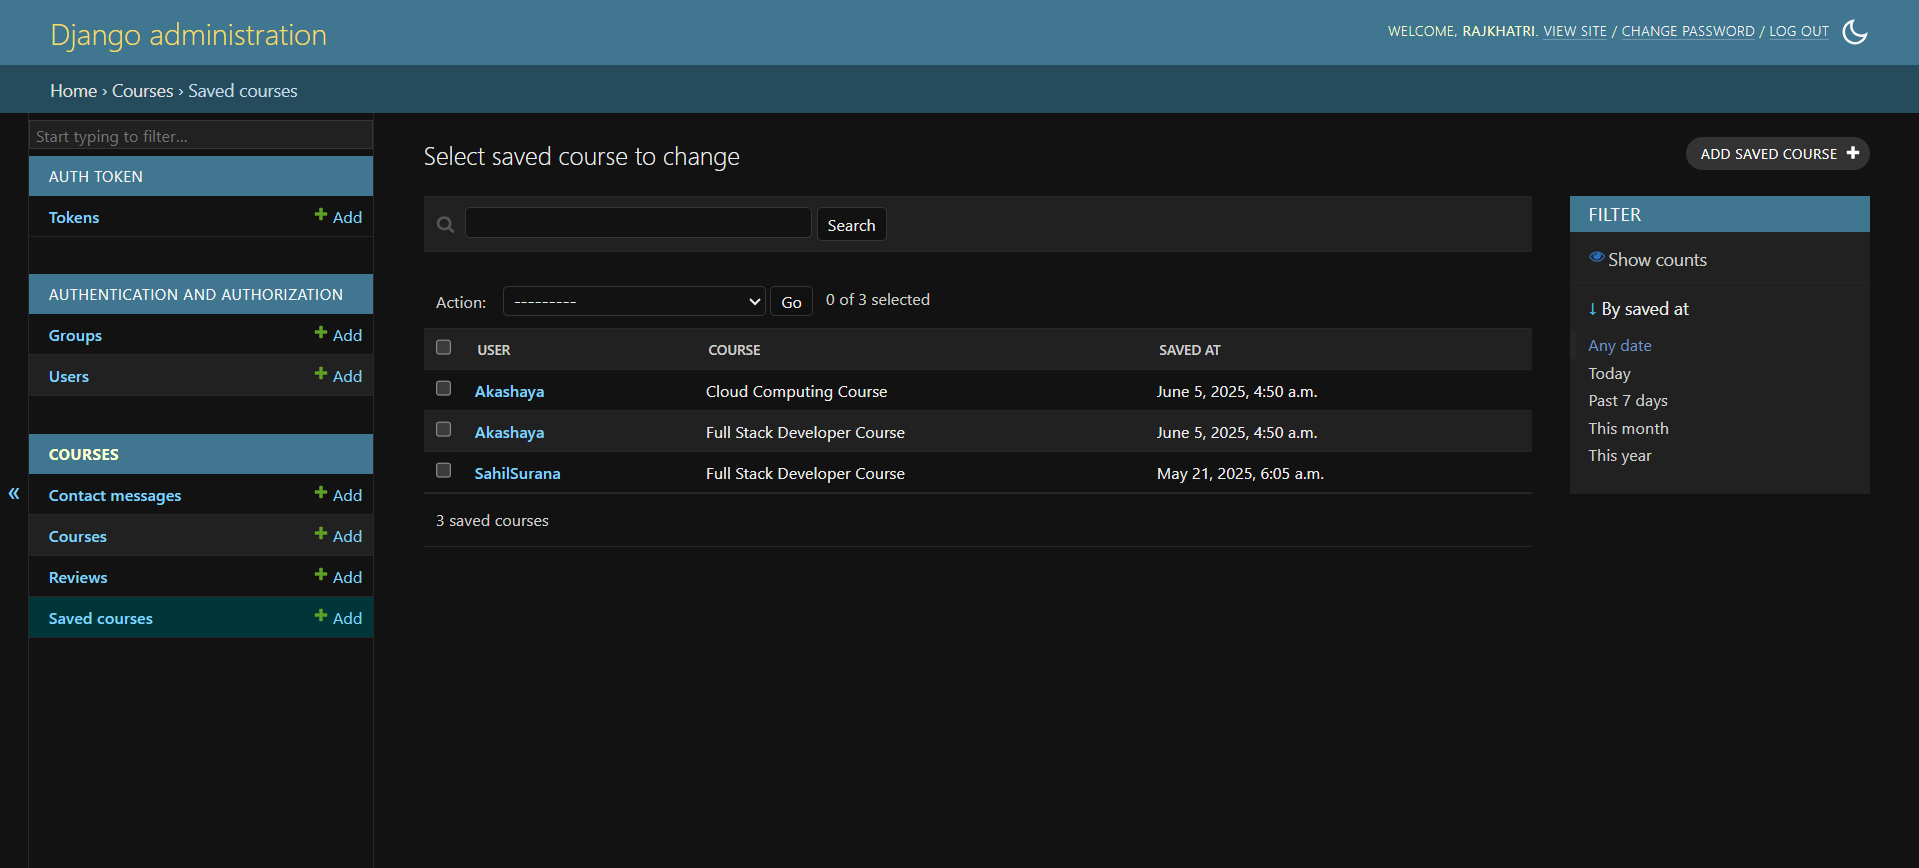 Django administration
WELCOME, RAJKHATRI. VIEW SITE / CHANGE PASSWORD / LOG OUT
Home › Courses › Saved courses
Start typing to filter...
AUTH TOKEN
Tokens + Add
AUTHENTICATION AND AUTHORIZATION
Groups + Add
Users + Add
COURSES
Contact messages + Add
Courses + Add
Reviews + Add
Saved courses + Add
«
Select saved course to change
ADD SAVED COURSE +
Search
Action: --------- Go 0 of 3 selected
USER COURSE SAVED AT
Akashaya Cloud Computing Course June 5, 2025, 4:50 a.m.
Akashaya Full Stack Developer Course June 5, 2025, 4:50 a.m.
SahilSurana Full Stack Developer Course May 21, 2025, 6:05 a.m.
3 saved courses
FILTER
Show counts
↓ By saved at
Any date
Today
Past 7 days
This month
This year